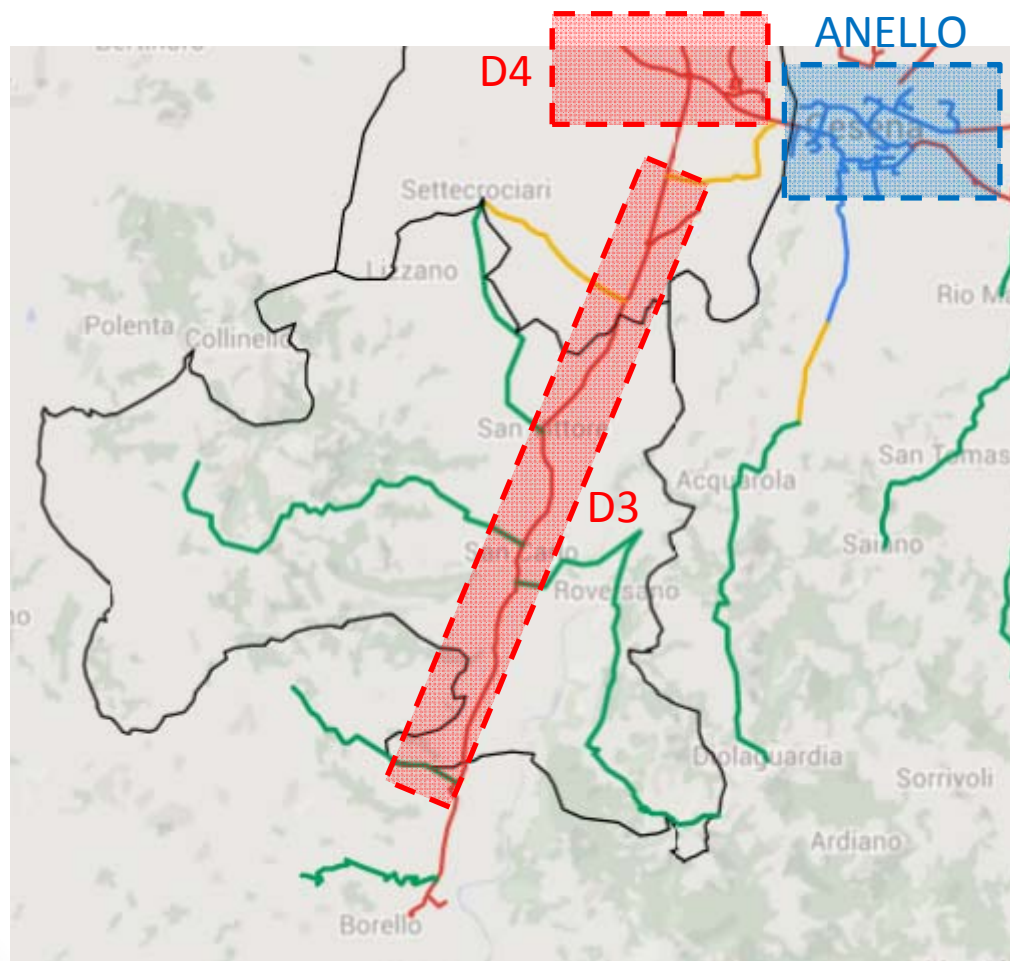 ANELLO
D4
Cesena
Settecrociari
Lizzano
Rio Ma
Polenta
Collinello
San Vittore
San Tomas
Acquarola
D3
Saiano
Roversano
Diolaguardia
Sorrivoli
Ardiano
Borello